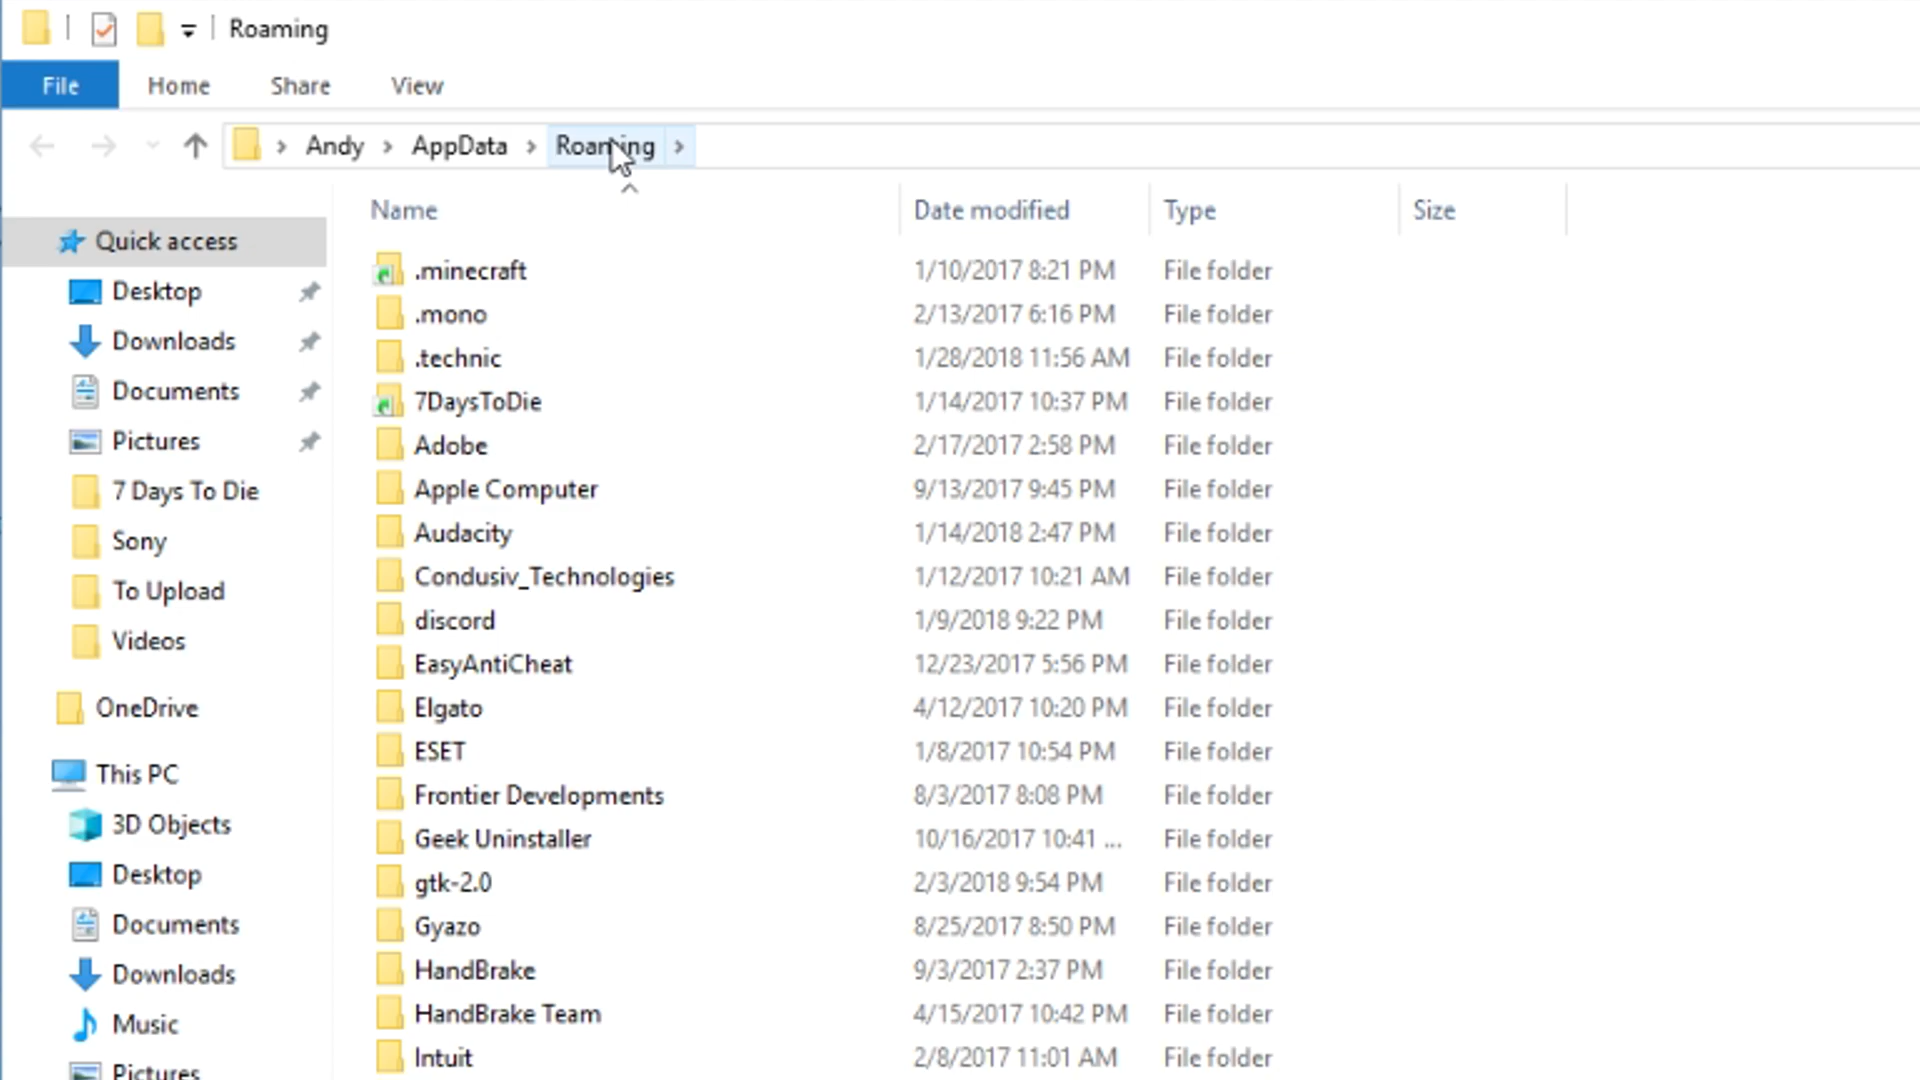 Roaming
File Home Share View
Andy AppData Roaming
Name Date modified Type Size
Quick access
Desktop
Downloads
Documents
Pictures
7 Days To Die
Sony
To Upload
Videos
OneDrive
This PC
3D Objects
Desktop
Documents
Downloads
Music
Pictures
.minecraft 1/10/2017 8:21 PM File folder
.mono 2/13/2017 6:16 PM File folder
.technic 1/28/2018 11:56 AM File folder
7DaysToDie 1/14/2017 10:37 PM File folder
Adobe 2/17/2017 2:58 PM File folder
Apple Computer 9/13/2017 9:45 PM File folder
Audacity 1/14/2018 2:47 PM File folder
Condusiv_Technologies 1/12/2017 10:21 AM File folder
discord 1/9/2018 9:22 PM File folder
EasyAntiCheat 12/23/2017 5:56 PM File folder
Elgato 4/12/2017 10:20 PM File folder
ESET 1/8/2017 10:54 PM File folder
Frontier Developments 8/3/2017 8:08 PM File folder
Geek Uninstaller 10/16/2017 10:41 ... File folder
gtk-2.0 2/3/2018 9:54 PM File folder
Gyazo 8/25/2017 8:50 PM File folder
HandBrake 9/3/2017 2:37 PM File folder
HandBrake Team 4/15/2017 10:42 PM File folder
Intuit 2/8/2017 11:01 AM File folder